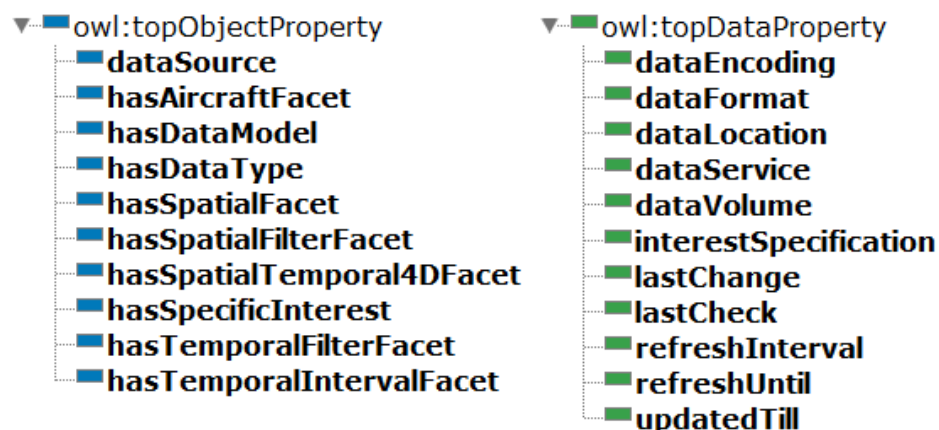 owl:topObjectProperty
dataSource
hasAircraftFacet
hasDataModel
hasDataType
hasSpatialFacet
hasSpatialFilterFacet
hasSpatialTemporal4DFacet
hasSpecificInterest
hasTemporalFilterFacet
hasTemporalIntervalFacet
owl:topDataProperty
dataEncoding
dataFormat
dataLocation
dataService
dataVolume
interestSpecification
lastChange
lastCheck
refreshInterval
refreshUntil
updatedTill